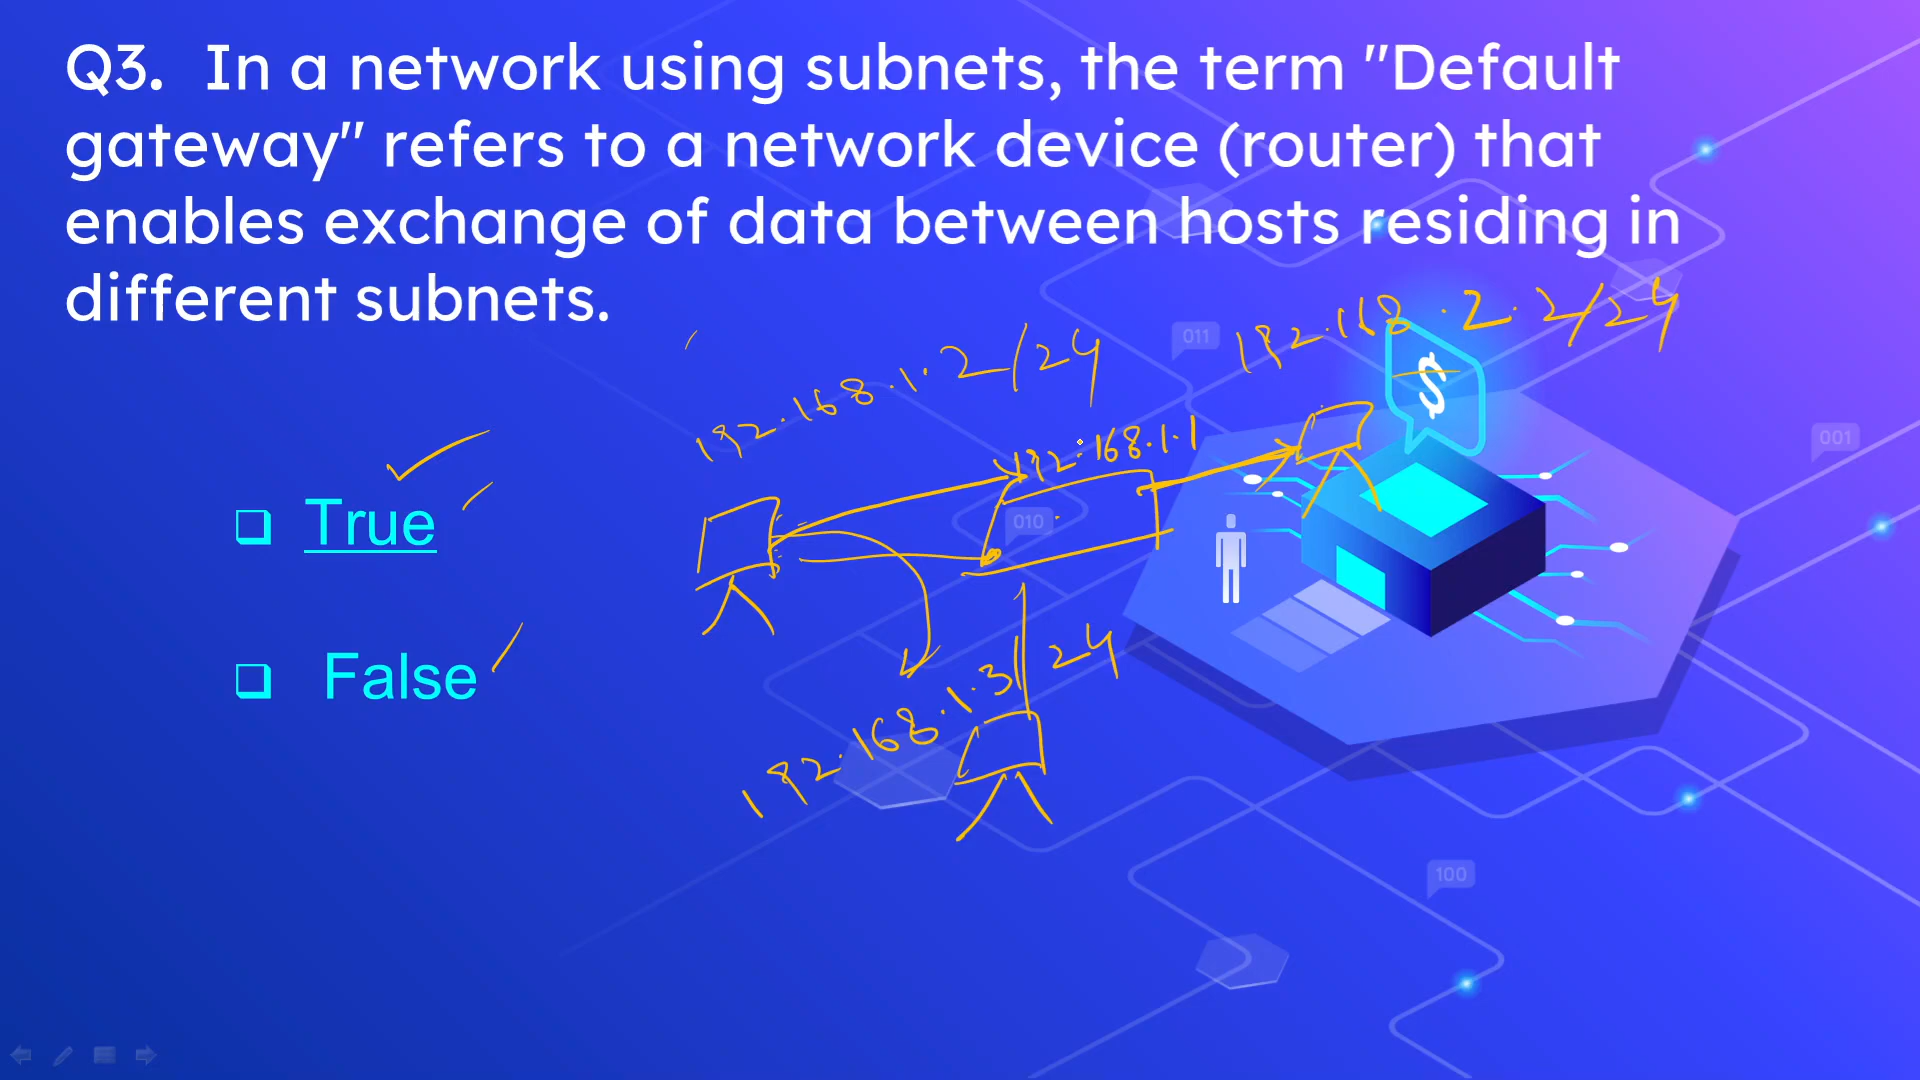 Q3. In a network using subnets, the term "Default
gateway" refers to a network device (router) that
enables exchange of data between hosts residing in
different subnets.
192.168.2.2/24
192.168.1.2/24
192.168.1.1
011
$
001
True
010
False
192.168.1.3/24
100